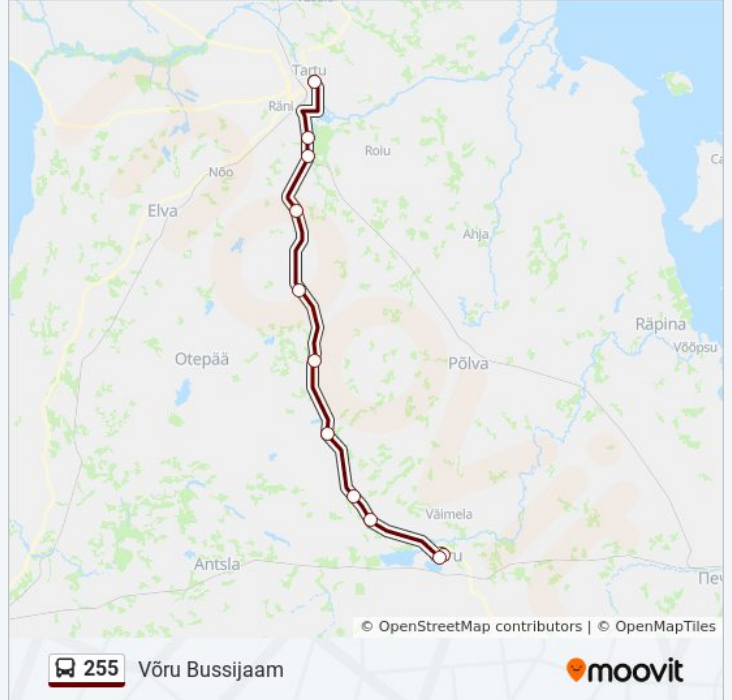 Tartu
Räni
Roiu
Nõo
Elva
Ahja
Räpina
Võõpsu
Otepää
Põlva
Väimela
ru
Antsla
© OpenStreetMap contributors | © OpenMapTiles
255 Võru Bussijaam
moovit